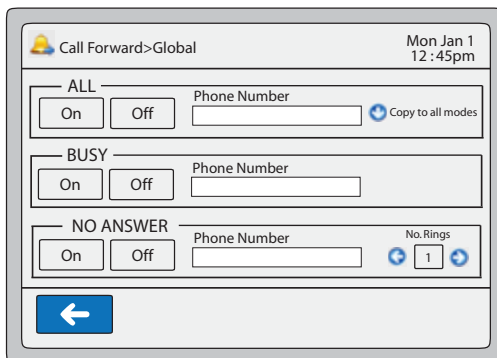 Call Forward>Global
Mon Jan 1
12:45pm
ALL
On Off
Phone Number
Copy to all modes
BUSY
On Off
Phone Number
NO ANSWER
On Off
Phone Number
No. Rings
1